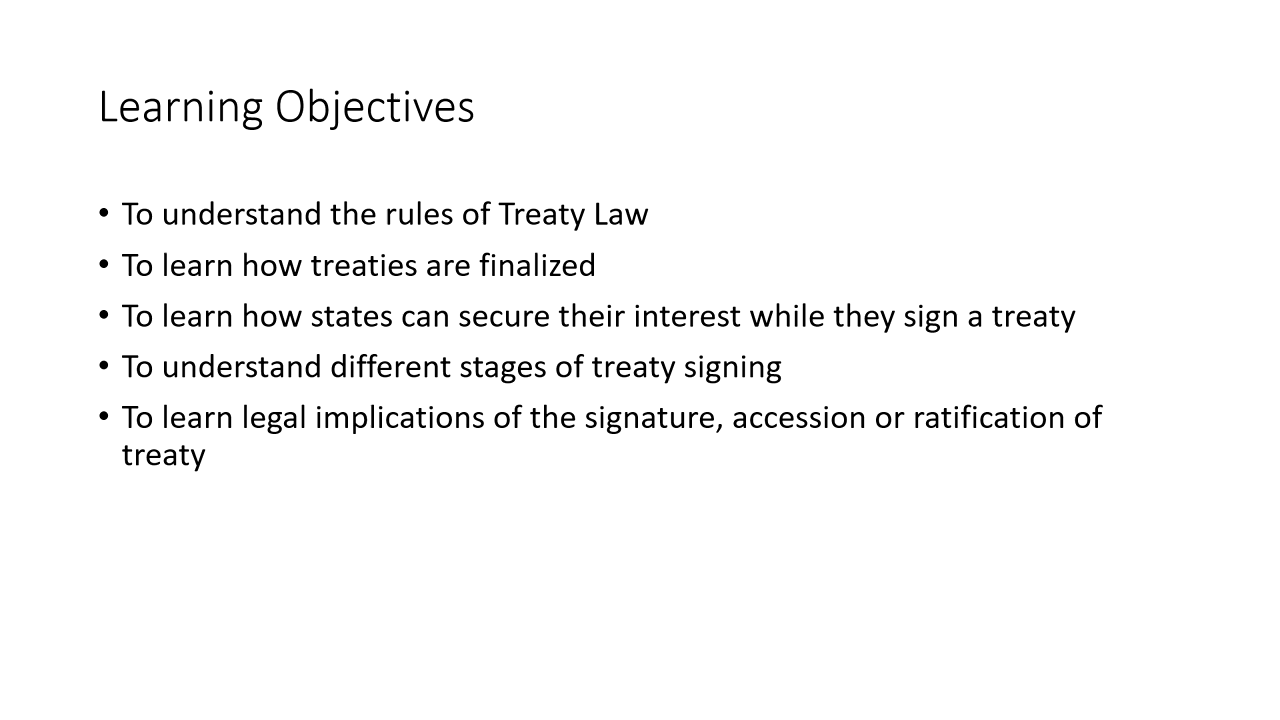 Learning Objectives
• To understand the rules of Treaty Law
• To learn how treaties are finalized
• To learn how states can secure their interest while they sign a treaty
• To understand different stages of treaty signing
• To learn legal implications of the signature, accession or ratification of
treaty